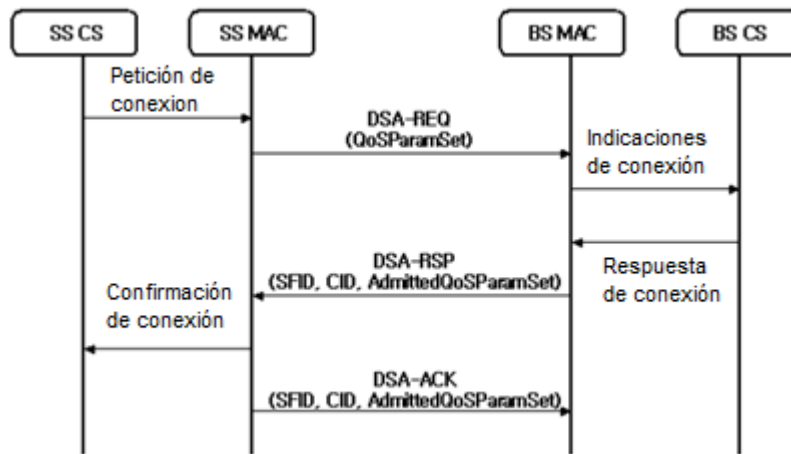 SS CS
SS MAC
BS MAC
BS CS
Petición de
conexion
DSA-REQ
(QoSParamSet)
Indicaciones
de conexión
DSA-RSP
(SFID, CID, AdmittedQoSParamSet)
Respuesta
de conexión
Confirmación
de conexión
DSA-ACK
(SFID, CID, AdmittedQoSParamSet)